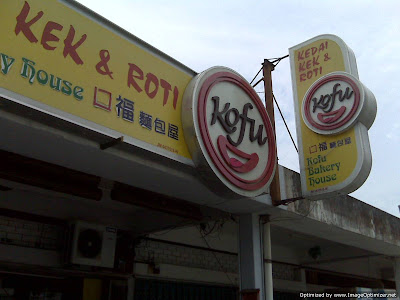 KEK & ROTI
y House
口福 麵包屋
Kofu
KEDAI
KEK &
ROTI
Kofu
口福 麵包屋
Kofu
Bakery
House
Optimized by www.ImageOptimizer.net